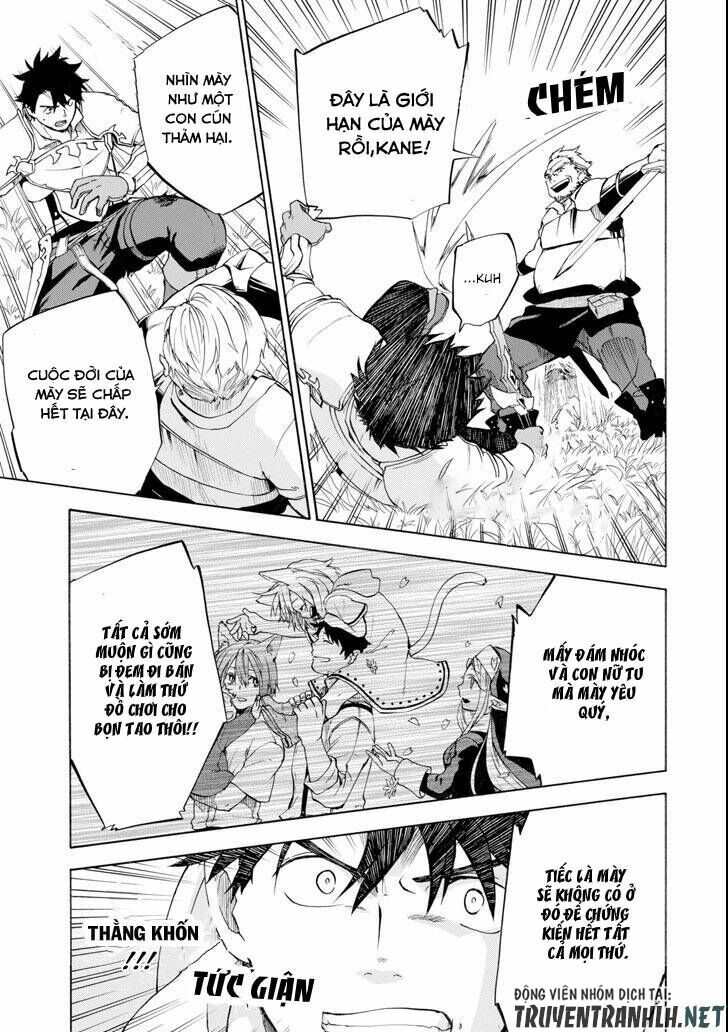 CHÉM
ĐÂY LÀ GIỚI
HẠN CỦA MÀY
RỒI,KANE!
...KUH
NHÌN MÀY
NHƯ MỘT
CON CÚN
THẢM HẠI.
CUÔC ĐỞI CỦA
MÀY SẼ CHẤP
HẾT TẠI ĐÂY.
MẤY ĐÁM NHÓC
VÀ CON NỮ TU
MÀ MÀY YÊU
QUÝ,
TẤT CẢ SỚM
MUỘN GÌ CŨNG
BỊ ĐEM ĐI BÁN
VÀ LÀM THỨ
ĐỒ CHƠI CHO
BỌN TAO THÔI!!
TIẾC LÀ MÀY
SẼ KHÔNG CÓ Ở
ĐÓ ĐỂ CHỨNG
KIẾN HẾT TẤT
CẢ MỌI THỨ.
THẰNG KHỐN
!!!
TỨC GIẬN
ĐỘNG VIÊN NHÓM DỊCH TẠI:
TRUYENTRANHLH.NET